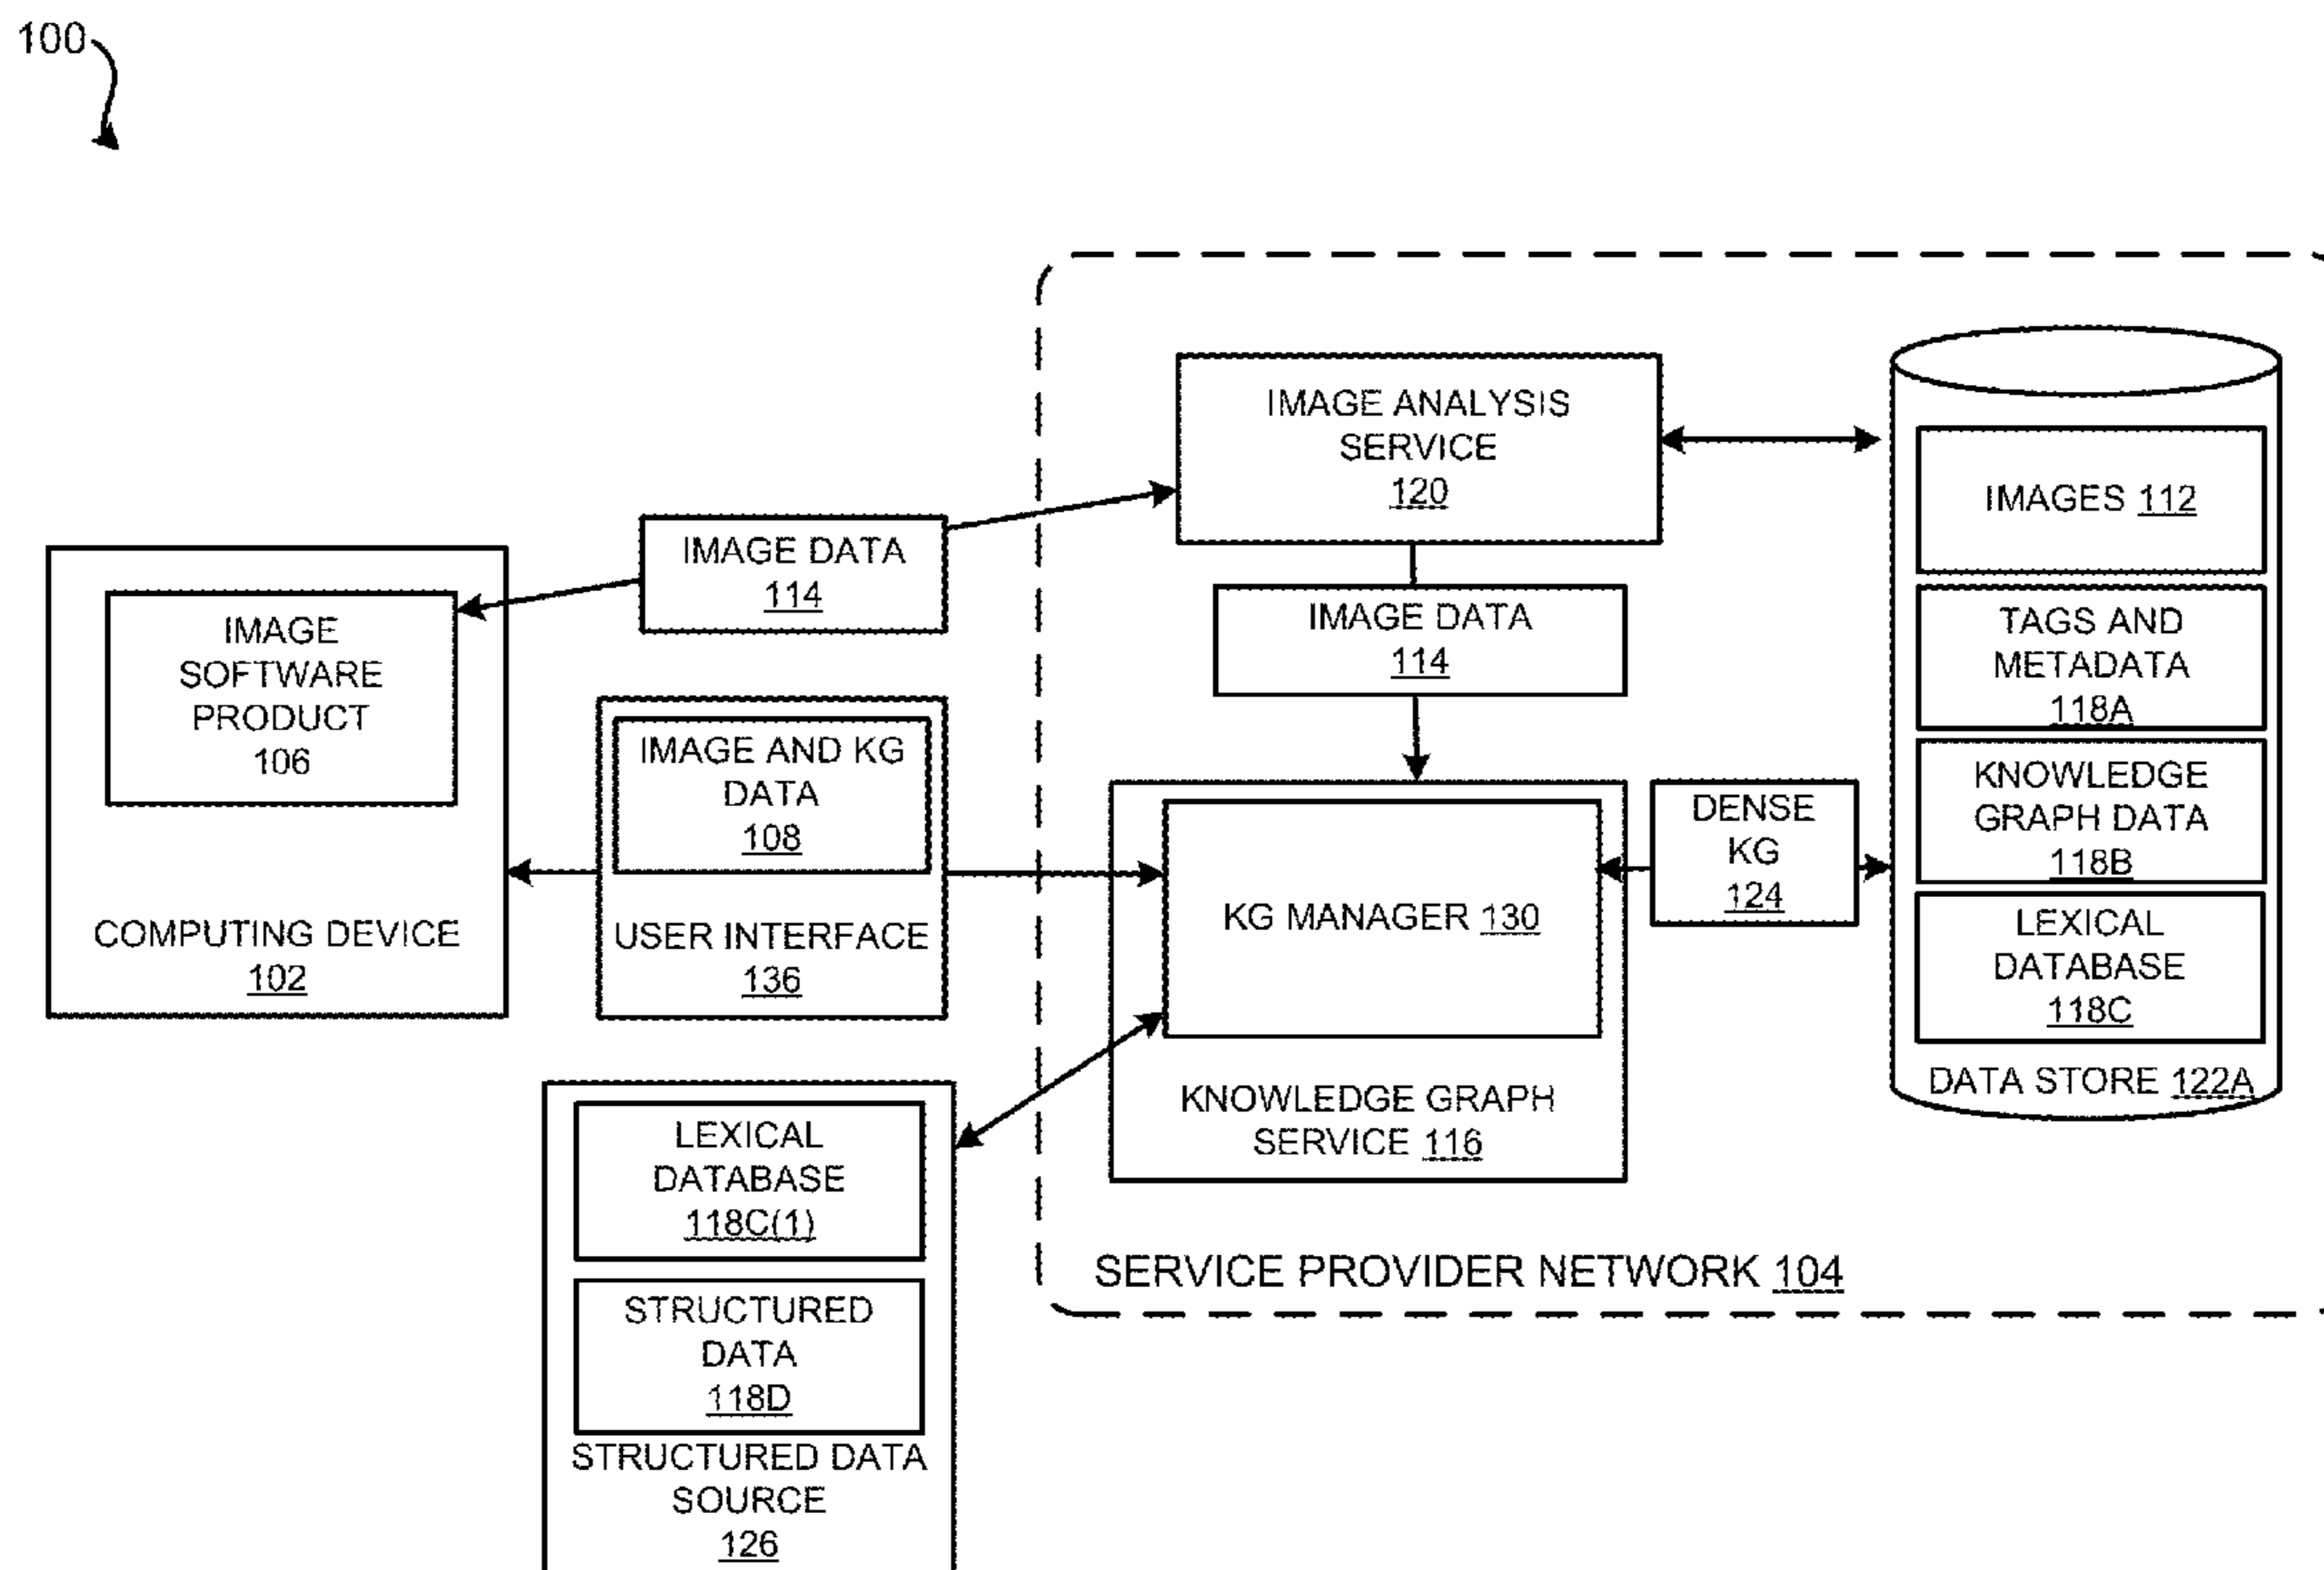 100
IMAGE ANALYSIS
SERVICE
120
IMAGES 112
TAGS AND
METADATA
118A
KNOWLEDGE
GRAPH DATA
118B
LEXICAL
DATABASE
118C
DATA STORE 122A
IMAGE DATA
114
IMAGE DATA
114
IMAGE
SOFTWARE
PRODUCT
106
COMPUTING DEVICE
102
IMAGE AND KG
DATA
108
USER INTERFACE
136
KG MANAGER 130
KNOWLEDGE GRAPH
SERVICE 116
DENSE
KG
124
LEXICAL
DATABASE
118C(1)
STRUCTURED
DATA
118D
STRUCTURED DATA
SOURCE
126
SERVICE PROVIDER NETWORK 104